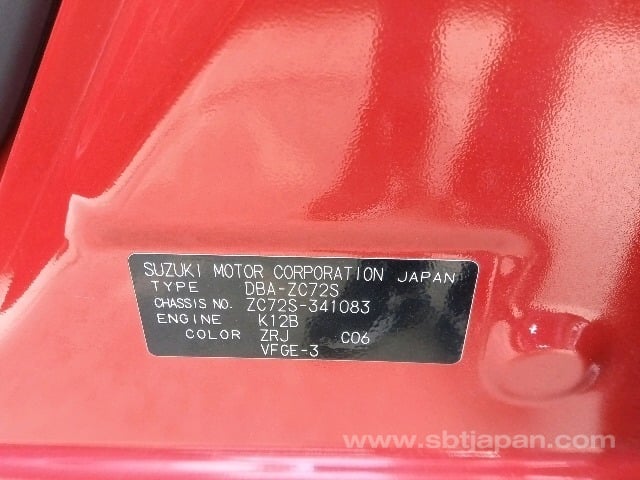 SUZUKI MOTOR CORPORATION JAPAN
TYPE DBA-ZC72S
CHASSIS NO. ZC72S-341083
ENGINE K12B
COLOR ZRJ C06
VFGE-3
www.sbtjapan.com